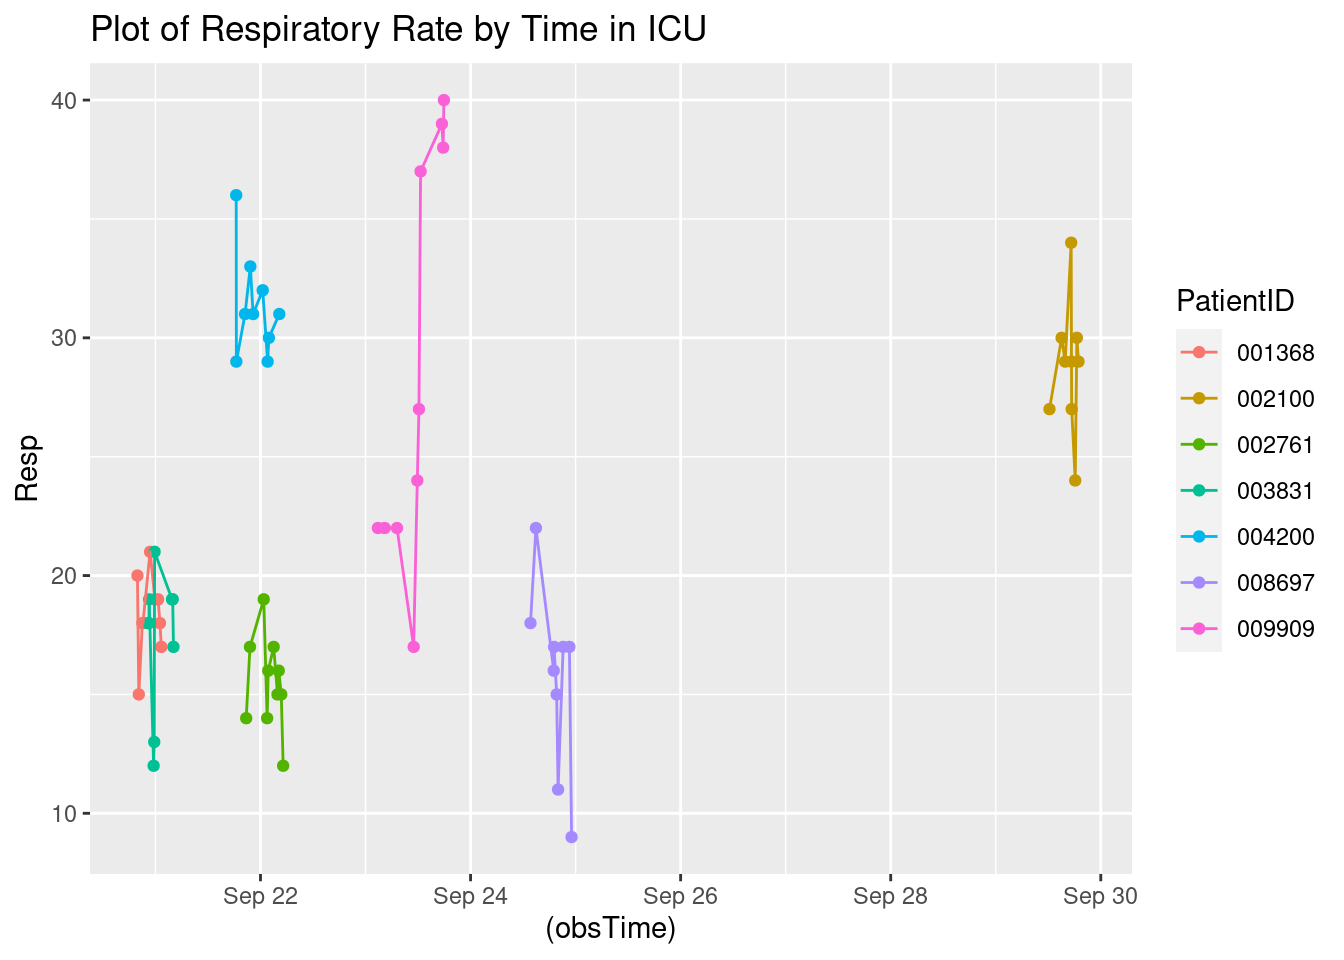 Plot of Respiratory Rate by Time in ICU
40
30
20
10
Resp
Sep 22 Sep 24 Sep 26 Sep 28 Sep 30
(obsTime)
PatientID
001368
002100
002761
003831
004200
008697
009909